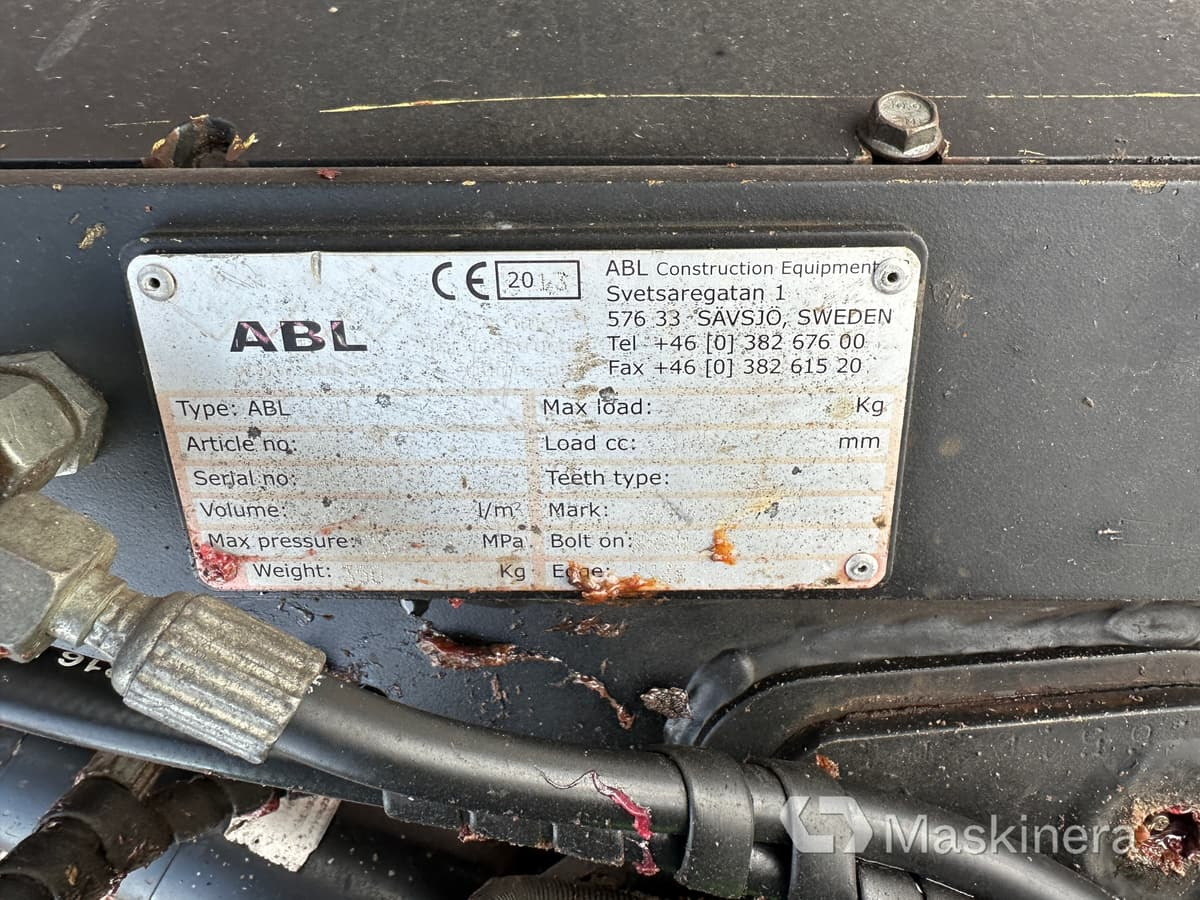 CE 2013
ABL Construction Equipment
Svetsaregatan 1
576 33 SÄVSJÖ, SWEDEN
Tel +46 [0] 382 676 00
Fax +46 [0] 382 615 20
ABL
Type: ABL
Max load: Kg
Article no:
Load cc: mm
Serial no:
Teeth type:
Volume: l/m³
Mark:
Max pressure: MPa
Bolt on:
Weight: Kg
Edge:
Maskinera